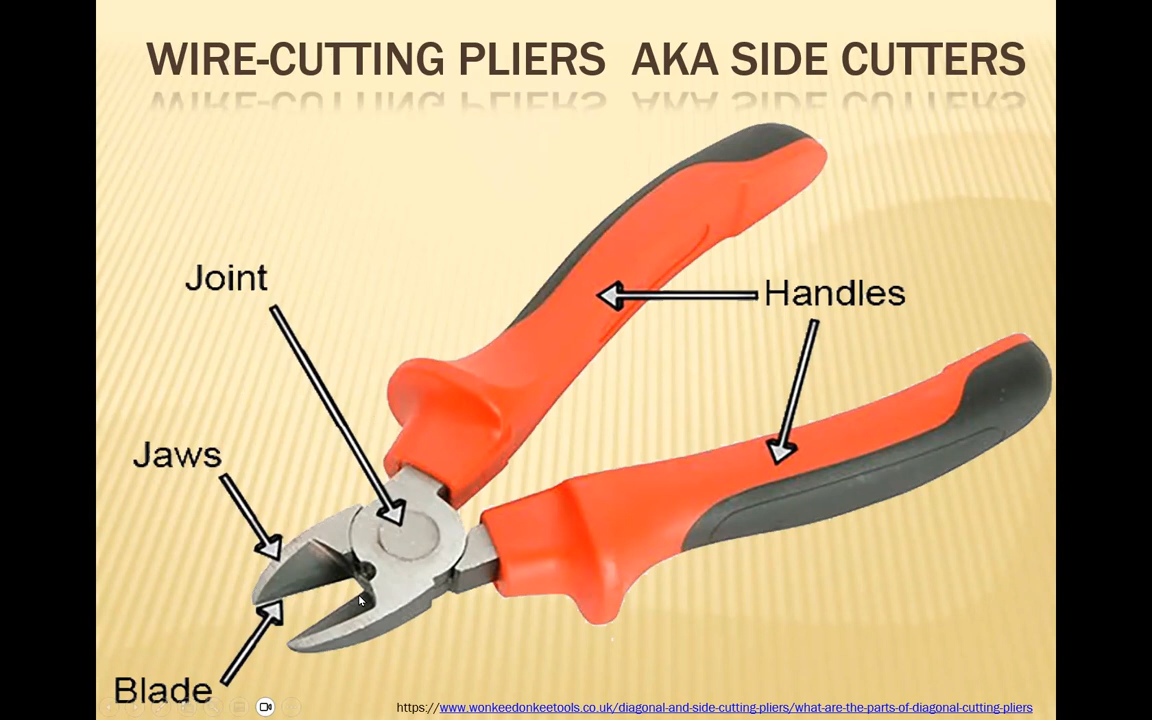 WIRE-CUTTING PLIERS AKA SIDE CUTTERS
Joint
Handles
Jaws
Blade
https://www.wonkeedonkeetools.co.uk/diagonal-and-side-cutting-pliers/what-are-the-parts-of-diagonal-cutting-pliers